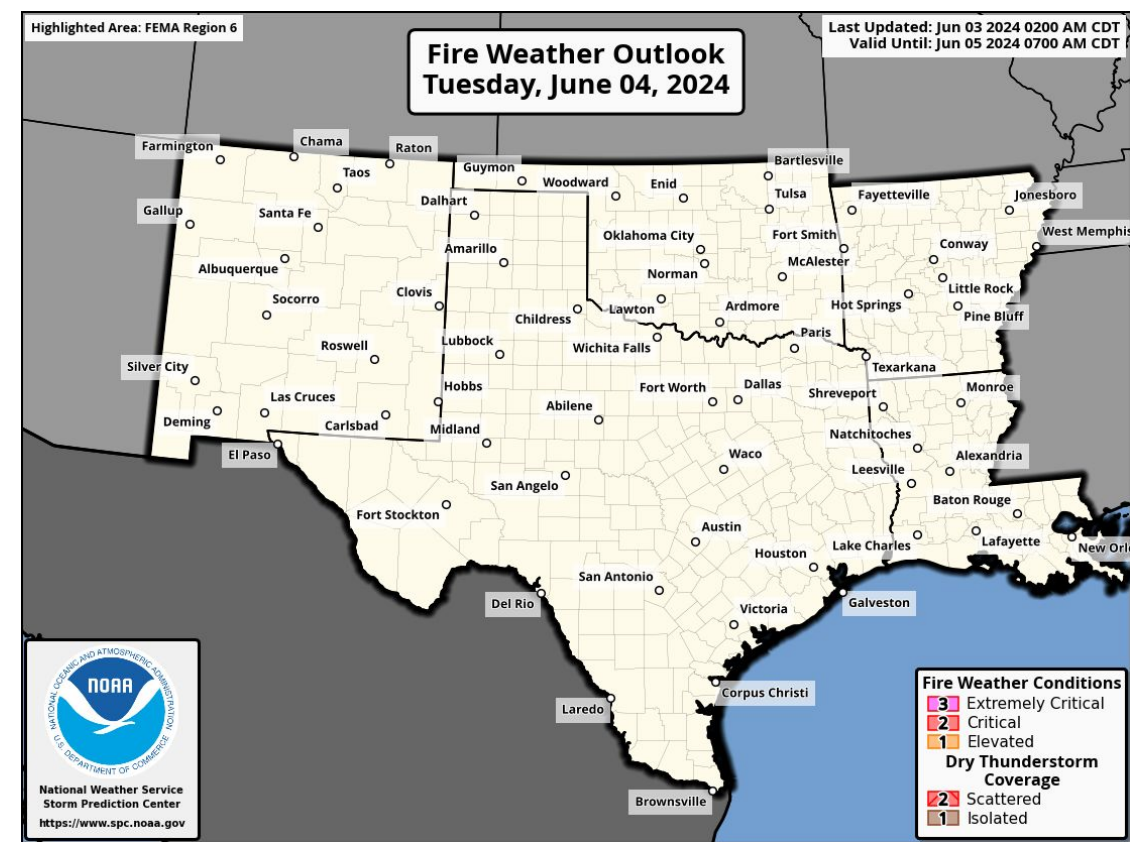 Highlighted Area: FEMA Region 6
Fire Weather Outlook
Tuesday, June 04, 2024
Last Updated: Jun 03 2024 0200 AM CDT
Valid Until: Jun 05 2024 0700 AM CDT
Farmington
Chama
Raton
Taos
Guymon
Woodward
Enid
Bartlesville
Tulsa
Fayetteville
Jonesboro
Gallup
Santa Fe
Dalhart
Oklahoma City
Fort Smith
West Memphis
Albuquerque
Amarillo
Norman
McAlester
Conway
Little Rock
Socorro
Clovis
Childress
Lawton
Ardmore
Hot Springs
Pine Bluff
Roswell
Lubbock
Wichita Falls
Paris
Texarkana
Silver City
Hobbs
Fort Worth
Dallas
Shreveport
Monroe
Deming
Las Cruces
Carlsbad
Midland
Abilene
Natchitoches
El Paso
Waco
Leesville
Alexandria
San Angelo
Baton Rouge
Fort Stockton
Austin
Houston
Lake Charles
Lafayette
New Orl
San Antonio
Del Rio
Victoria
Galveston
Laredo
Corpus Christi
Brownsville
NATIONAL OCEANIC AND ATMOSPHERIC ADMINISTRATION
NOAA
U.S. DEPARTMENT OF COMMERCE
National Weather Service
Storm Prediction Center
https://www.spc.noaa.gov
Fire Weather Conditions
3 Extremely Critical
2 Critical
1 Elevated
Dry Thunderstorm
Coverage
2 Scattered
1 Isolated